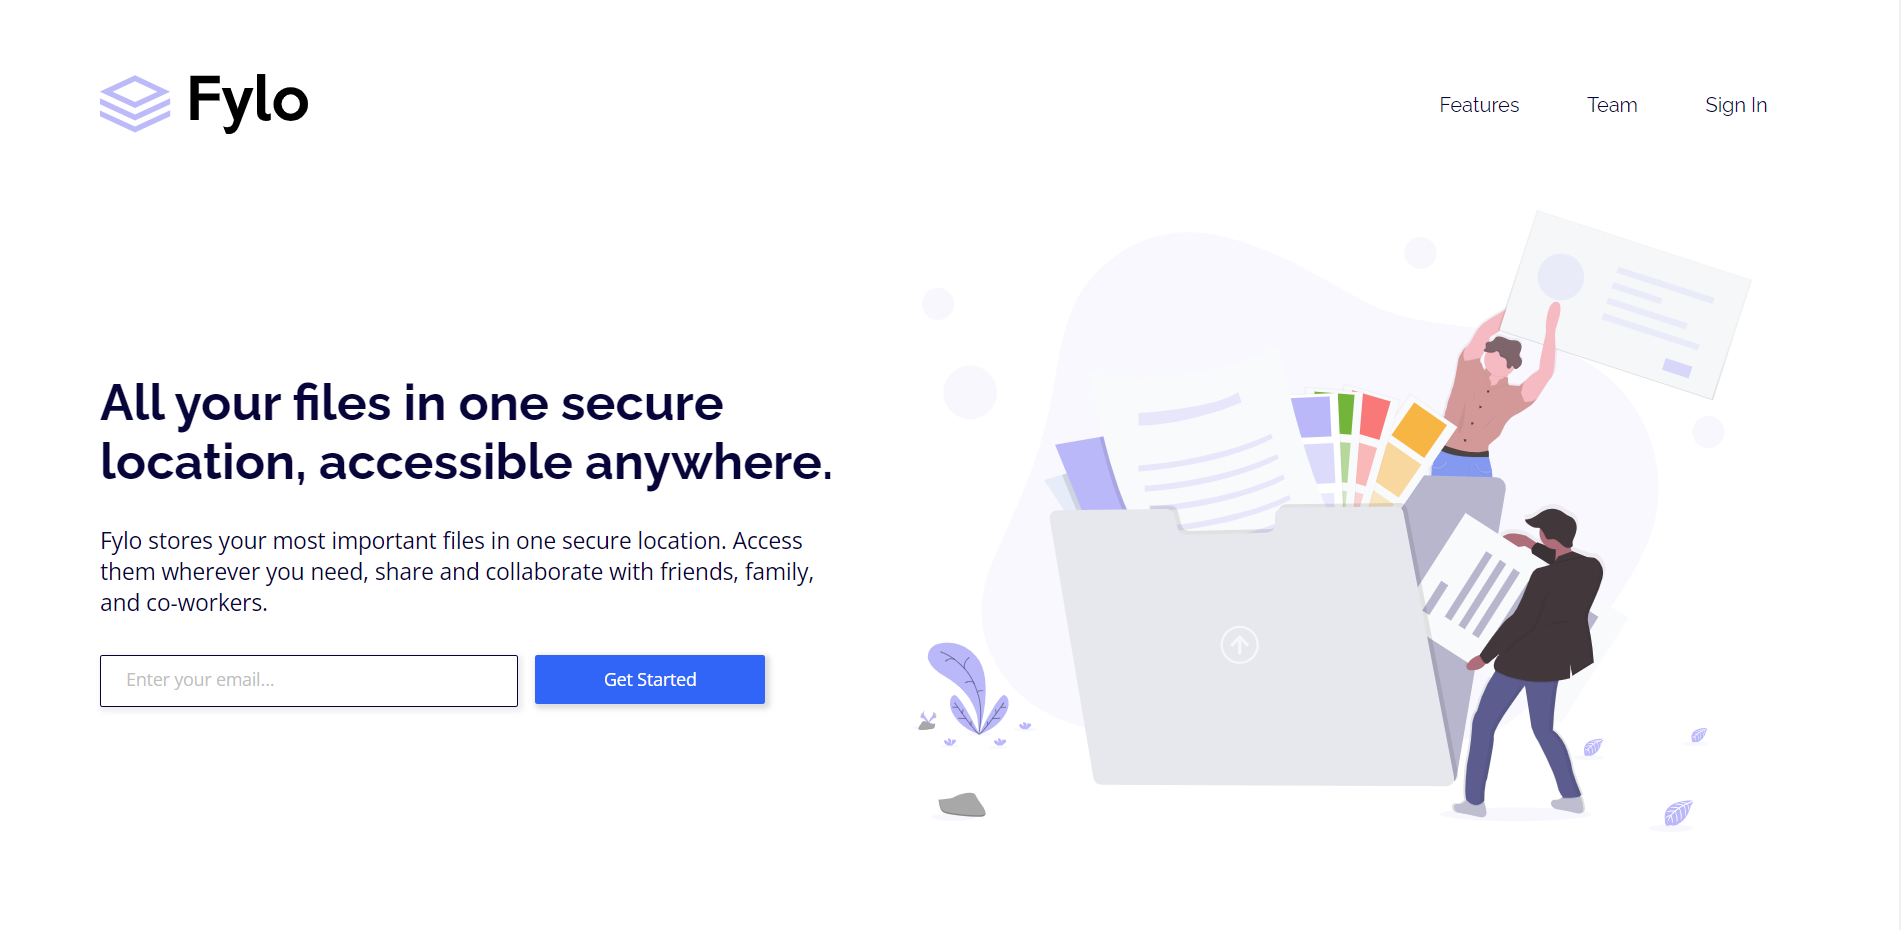 Fylo
Features
Team
Sign In
All your files in one secure
location, accessible anywhere.
Fylo stores your most important files in one secure location. Access
them wherever you need, share and collaborate with friends, family,
and co-workers.
Enter your email...
Get Started